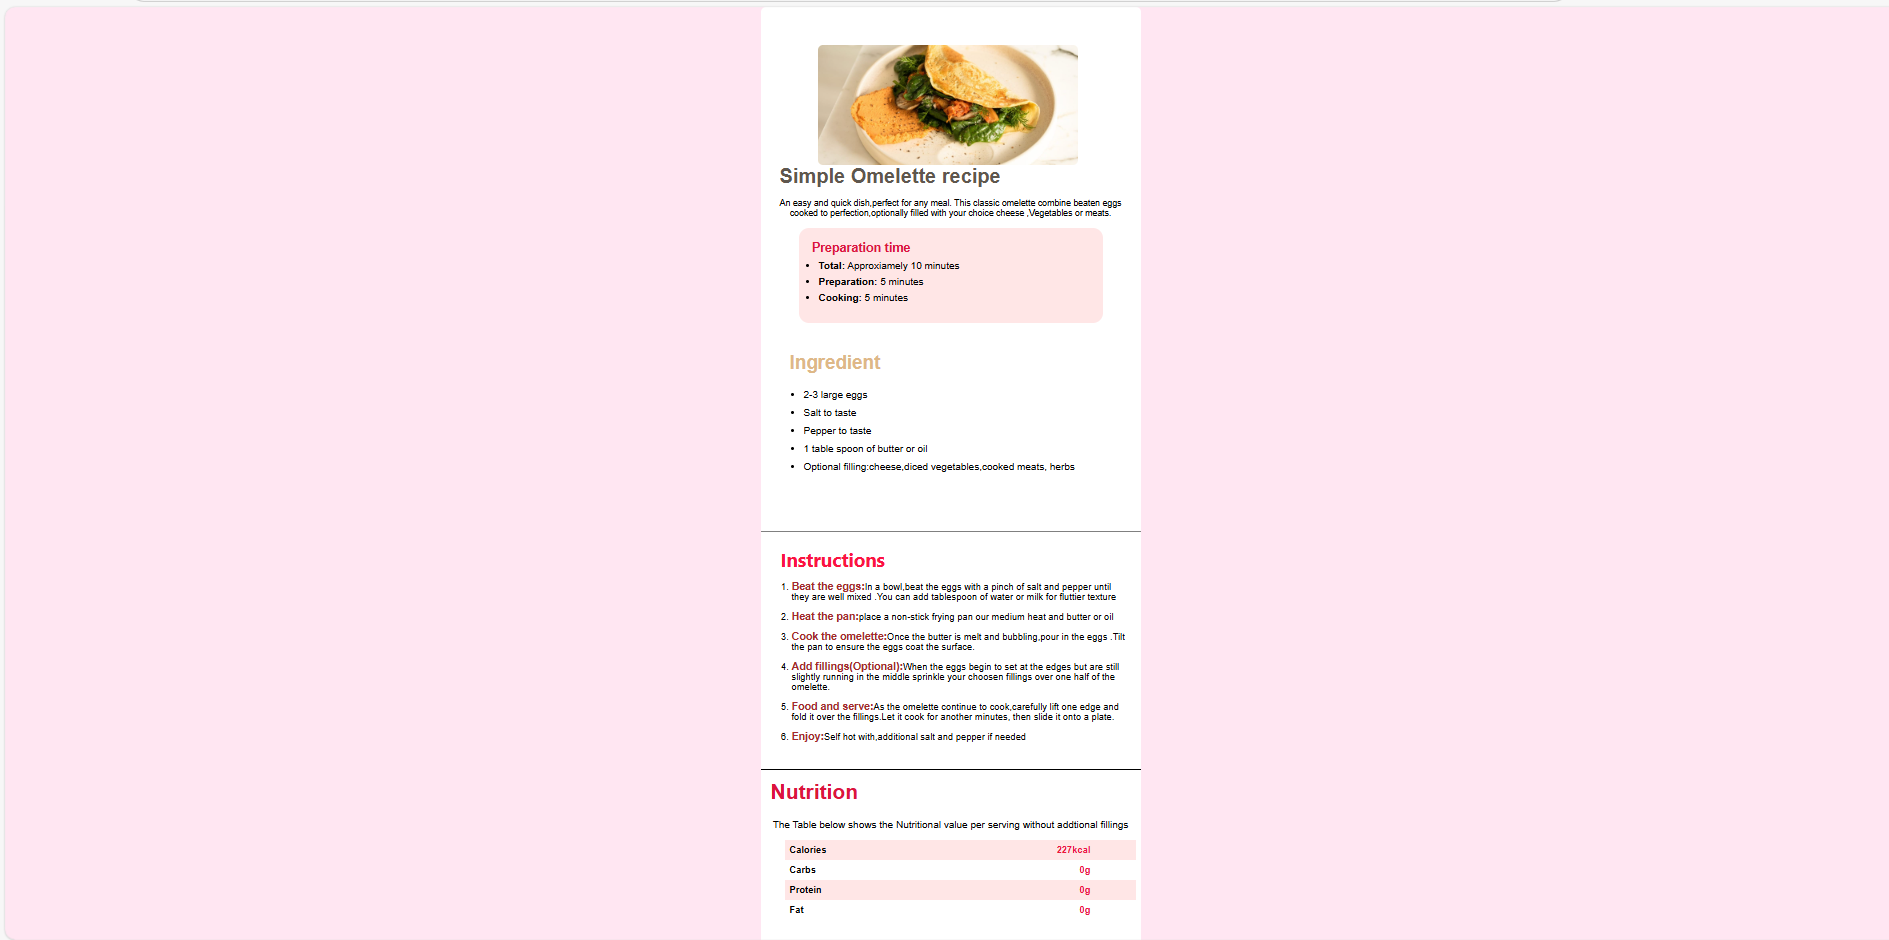 Simple Omelette recipe
An easy and quick dish,perfect for any meal. This classic omelette combine beaten eggs
cooked to perfection,optionally filled with your choice cheese ,Vegetables or meats.
Preparation time
• Total: Approxiamely 10 minutes
• Preparation: 5 minutes
• Cooking: 5 minutes
Ingredient
• 2-3 large eggs
• Salt to taste
• Pepper to taste
• 1 table spoon of butter or oil
• Optional filling:cheese,diced vegetables,cooked meats, herbs
Instructions
1. Beat the eggs:In a bowl,beat the eggs with a pinch of salt and pepper until
they are well mixed .You can add tablespoon of water or milk for fluttier texture
2. Heat the pan:place a non-stick frying pan our medium heat and butter or oil
3. Cook the omelette:Once the butter is melt and bubbling,pour in the eggs .Tilt
the pan to ensure the eggs coat the surface.
4. Add fillings(Optional):When the eggs begin to set at the edges but are still
slightly running in the middle sprinkle your choosen fillings over one half of the
omelette.
5. Food and serve:As the omelette continue to cook,carefully lift one edge and
fold it over the fillings.Let it cook for another minutes, then slide it onto a plate.
6. Enjoy:Self hot with,additional salt and pepper if needed
Nutrition
The Table below shows the Nutritional value per serving without addtional fillings
Calories 227kcal
Carbs 0g
Protein 0g
Fat 0g